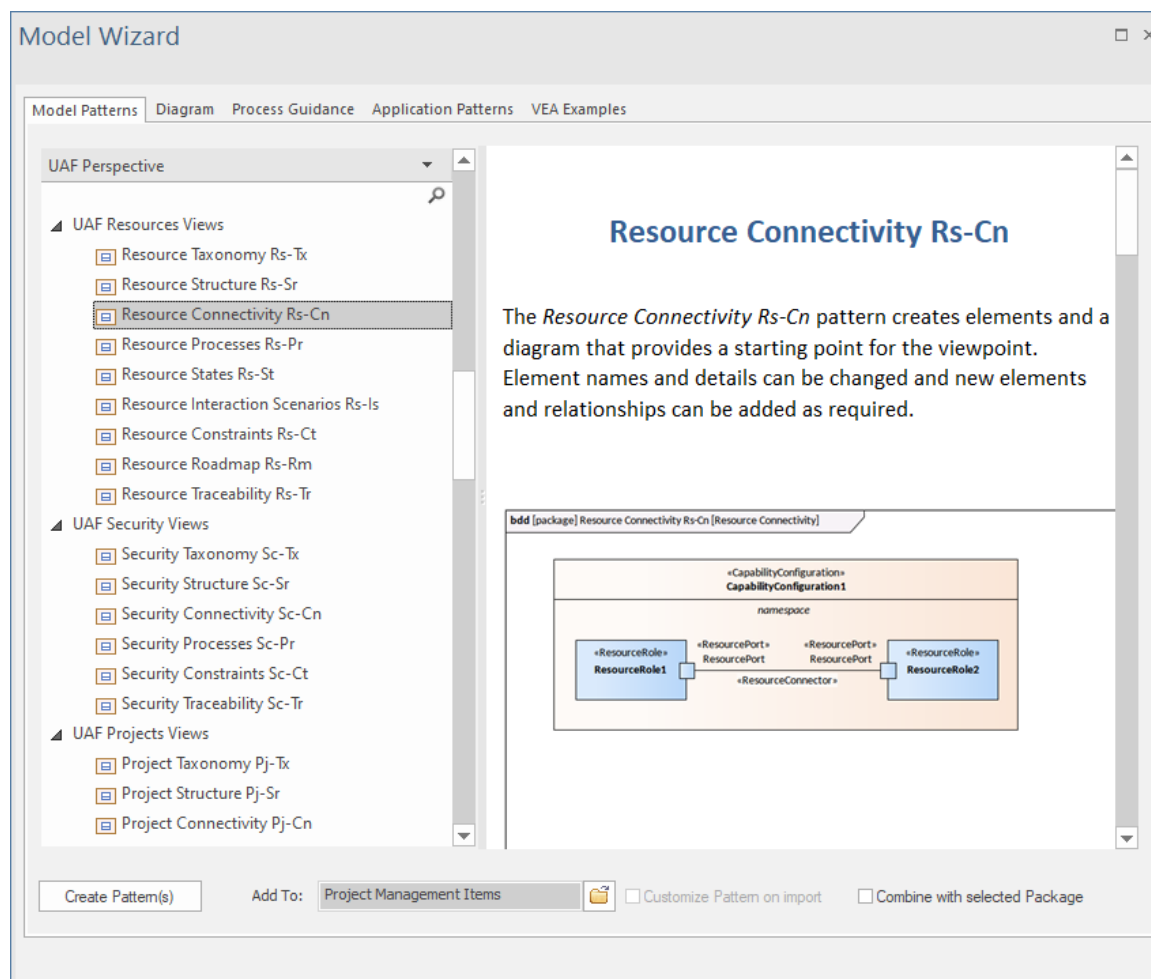 Model Wizard
Model Patterns Diagram Process Guidance Application Patterns VEA Examples
UAF Perspective
UAF Resources Views
Resource Taxonomy Rs-Tx
Resource Structure Rs-Sr
Resource Connectivity Rs-Cn
Resource Processes Rs-Pr
Resource States Rs-St
Resource Interaction Scenarios Rs-Is
Resource Constraints Rs-Ct
Resource Roadmap Rs-Rm
Resource Traceability Rs-Tr
UAF Security Views
Security Taxonomy Sc-Tx
Security Structure Sc-Sr
Security Connectivity Sc-Cn
Security Processes Sc-Pr
Security Constraints Sc-Ct
Security Traceability Sc-Tr
UAF Projects Views
Project Taxonomy Pj-Tx
Project Structure Pj-Sr
Project Connectivity Pj-Cn
Resource Connectivity Rs-Cn
The Resource Connectivity Rs-Cn pattern creates elements and a
diagram that provides a starting point for the viewpoint.
Element names and details can be changed and new elements
and relationships can be added as required.
bdd [package] Resource Connectivity Rs-Cn [Resource Connectivity]
«CapabilityConfiguration»
CapabilityConfiguration1
namespace
«ResourceRole»
ResourceRole1
«ResourcePort»
ResourcePort
«ResourcePort»
ResourcePort
«ResourceConnector»
«ResourceRole»
ResourceRole2
Create Pattern(s)
Add To:
Project Management Items
Customize Pattern on import
Combine with selected Package